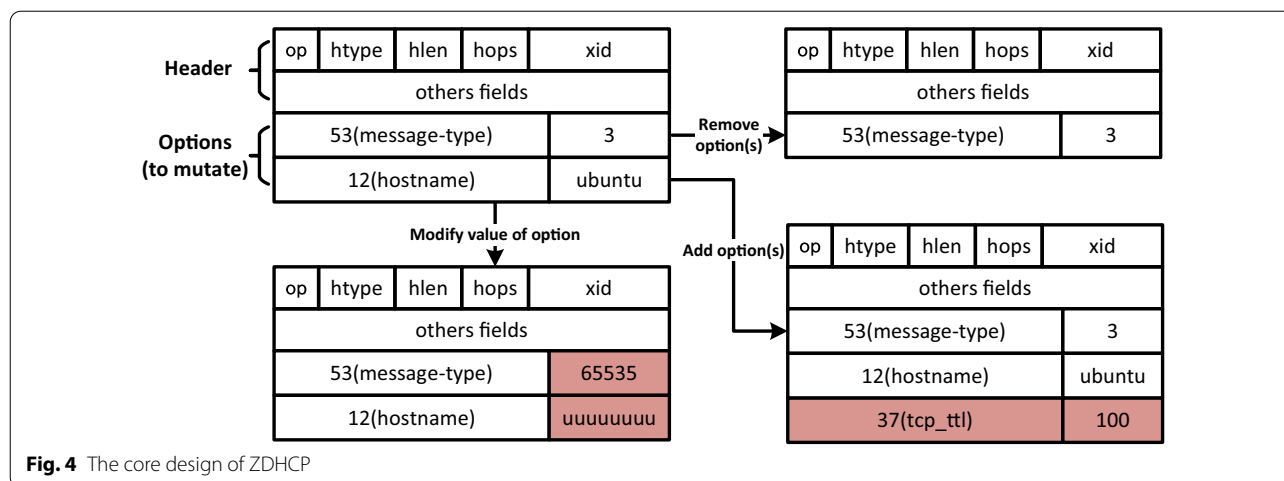 Header
op htype hlen hops xid
others fields
Options
(to mutate)
53(message-type) 3
12(hostname) ubuntu
Remove
option(s)
op htype hlen hops xid
others fields
53(message-type) 3
Modify value of option
op htype hlen hops xid
others fields
53(message-type) 65535
12(hostname) uuuuuuuu
Add option(s)
op htype hlen hops xid
others fields
53(message-type) 3
12(hostname) ubuntu
37(tcp_ttl) 100
Fig. 4 The core design of ZDHCP